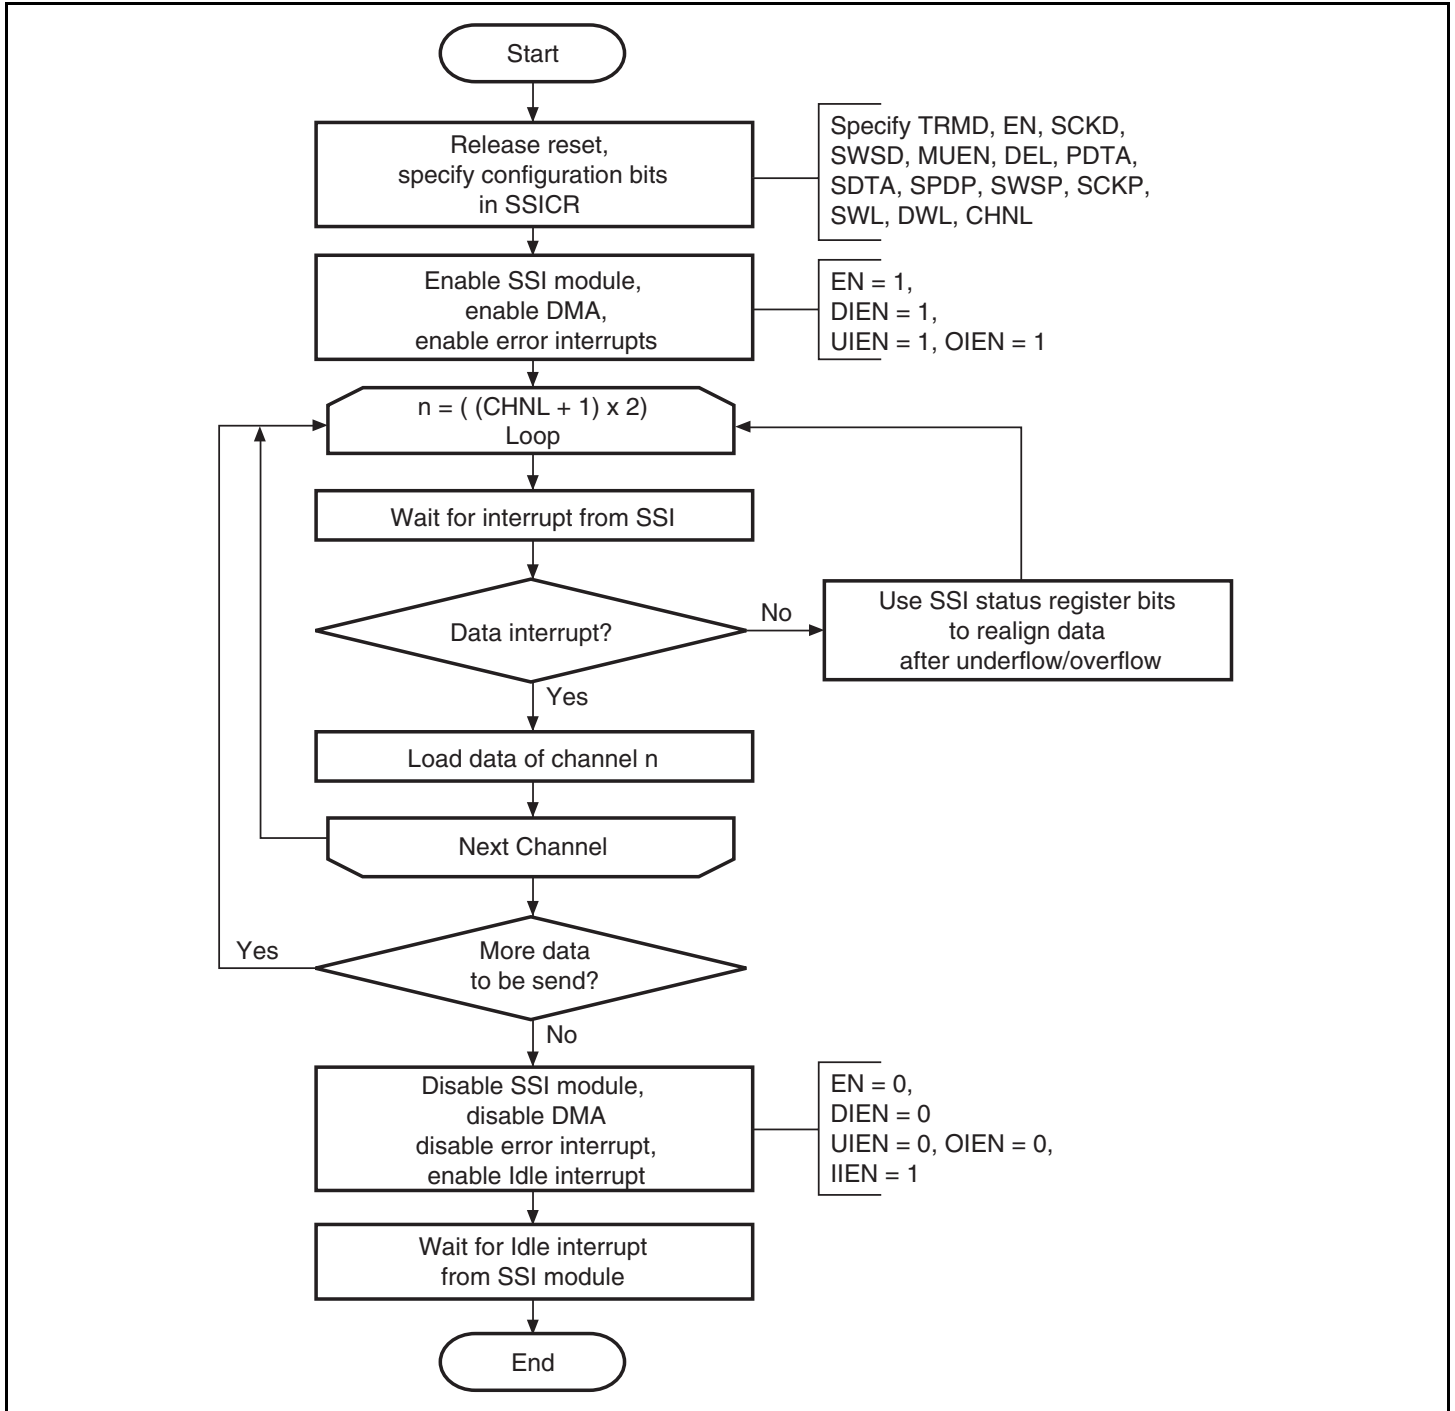 Start
Release reset,
specify configuration bits
in SSICR
Specify TRMD, EN, SCKD,
SWSD, MUEN, DEL, PDTA,
SDTA, SPDP, SWSP, SCKP,
SWL, DWL, CHNL
Enable SSI module,
enable DMA,
enable error interrupts
EN = 1,
DIEN = 1,
UIEN = 1, OIEN = 1
n = ( (CHNL + 1) x 2)
Loop
Wait for interrupt from SSI
Data interrupt?
No
Use SSI status register bits
to realign data
after underflow/overflow
Yes
Load data of channel n
Next Channel
More data
to be send?
Yes
No
Disable SSI module,
disable DMA
disable error interrupt,
enable Idle interrupt
EN = 0,
DIEN = 0
UIEN = 0, OIEN = 0,
IIEN = 1
Wait for Idle interrupt
from SSI module
End